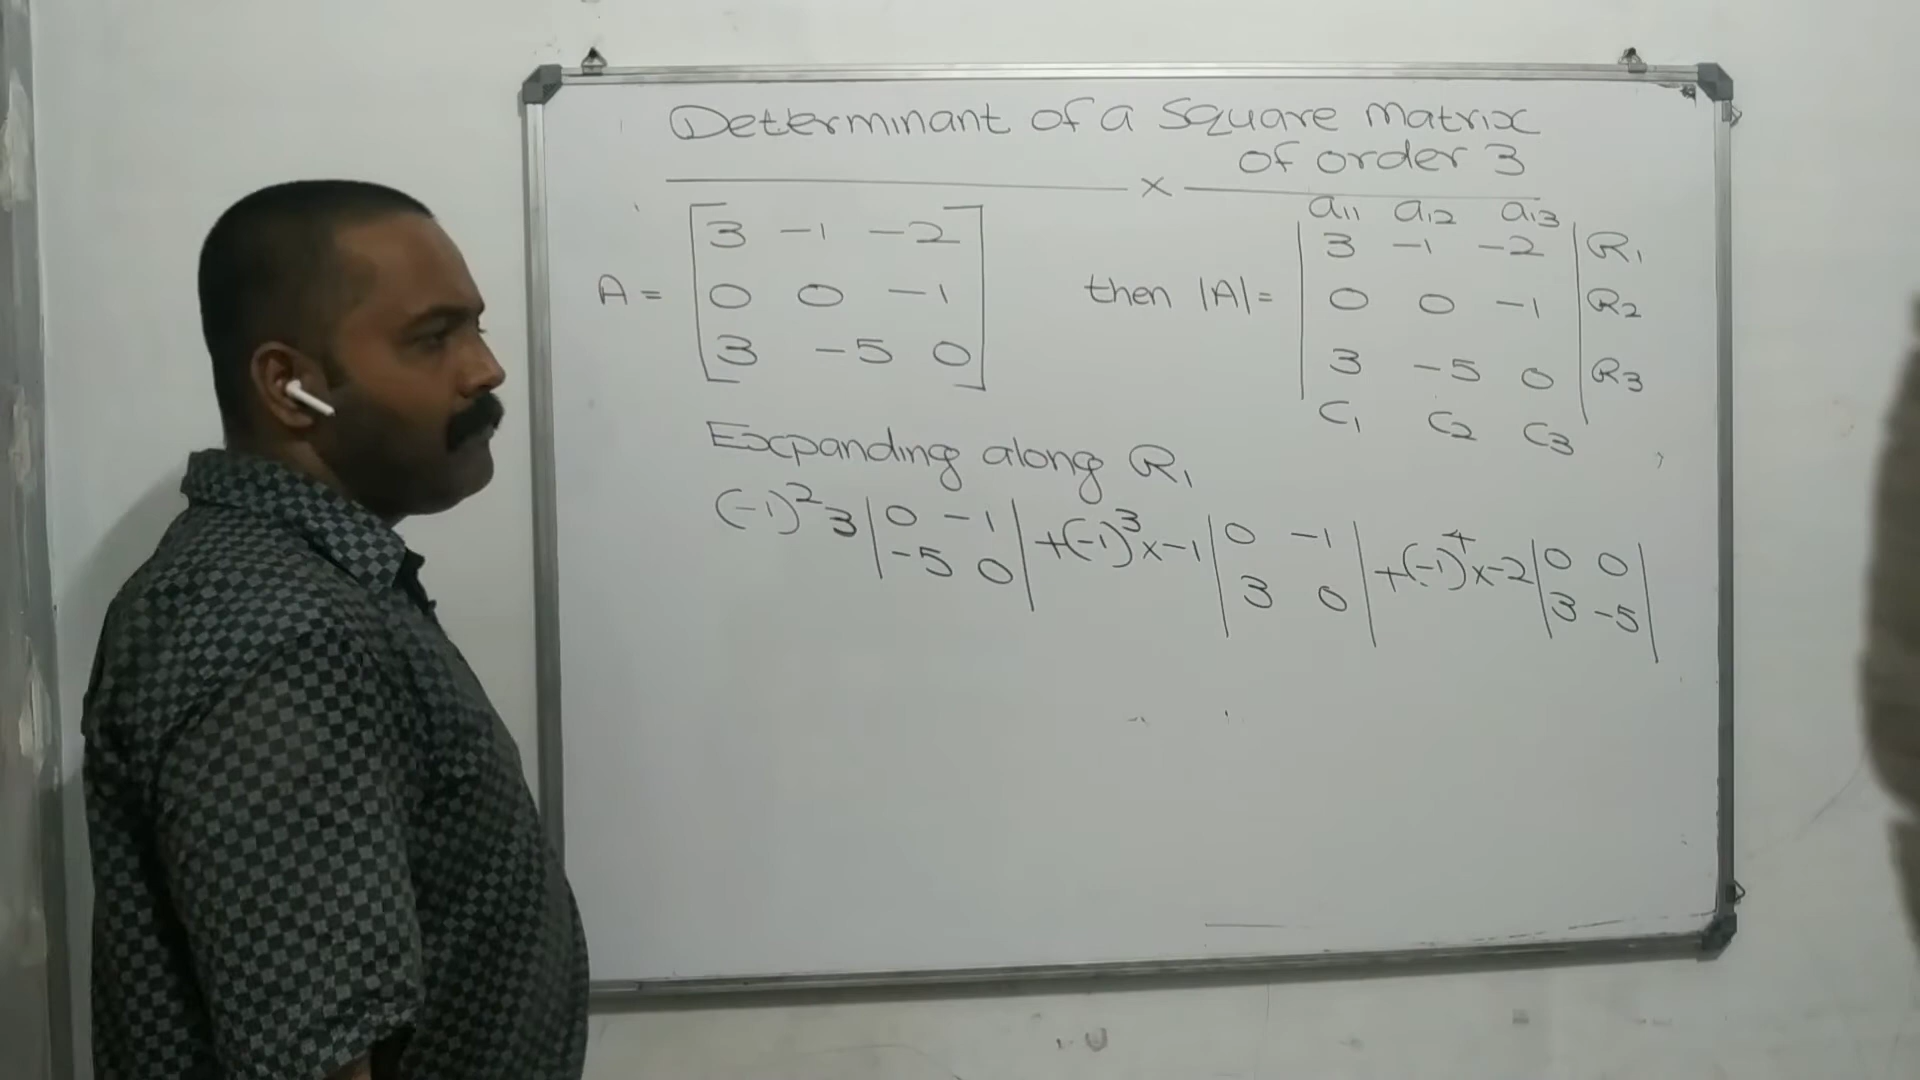 Determinant of a square matrix
of order 3
×
A = [ 3 -1 -2
0 0 -1
3 -5 0 ]
then |A| =
a11 a12 a13
| 3 -1 -2 | R1
| 0 0 -1 | R2
| 3 -5 0 | R3
C1 C2 C3
Expanding along R1
(-1)² 3 | 0 -1 | + (-1)³ × -1 | 0 -1 | + (-1)⁴ × -2 | 0 0 |
| -5 0 | | 3 0 | | 3 -5 |